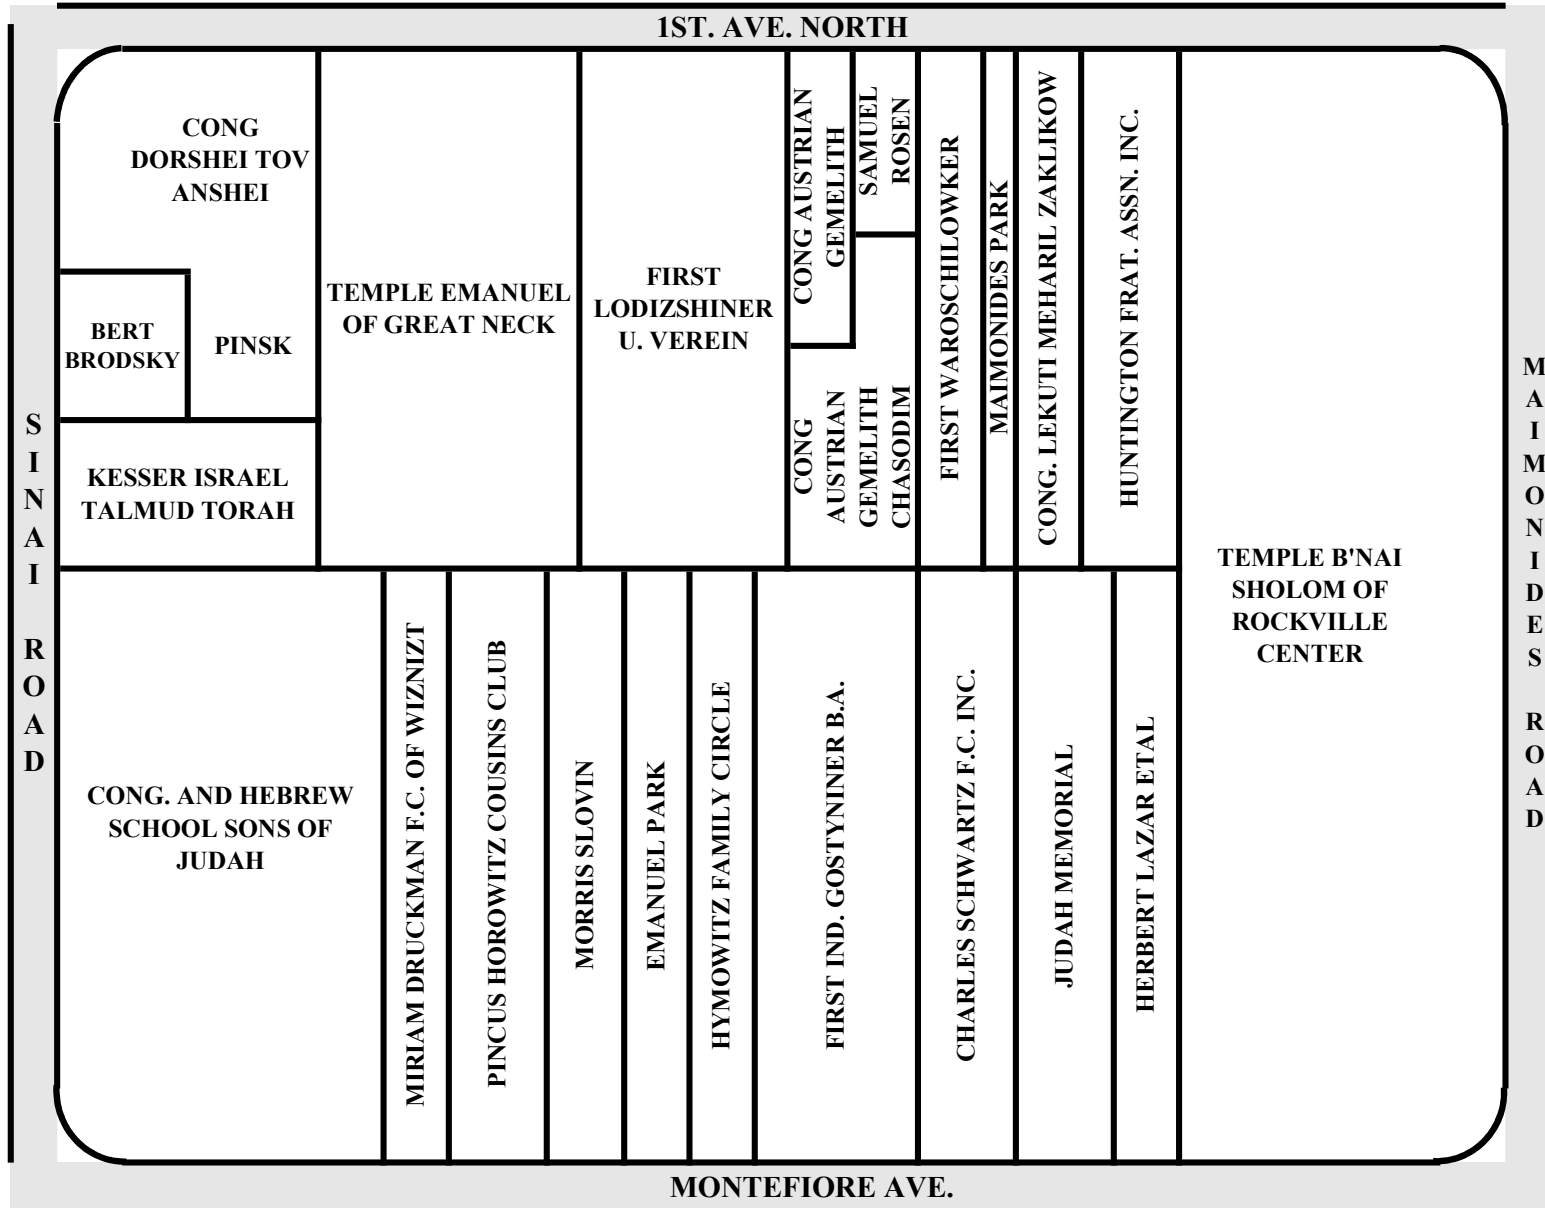 1ST. AVE. NORTH
CONG
DORSHEI TOV
ANSHEI
PINSK
BERT
BRODSKY
KESSER ISRAEL
TALMUD TORAH
TEMPLE EMANUEL
OF GREAT NECK
FIRST
LODIZSHINER
U. VEREIN
CONG AUSTRIAN
GEMELITH
SAMUEL
ROSEN
CONG
AUSTRIAN
GEMELITH
CHASODIM
FIRST WAROSCHILOWKER
MAIMONIDES PARK
CONG. LEKUTI MEHARIL ZAKLIKOW
HUNTINGTON FRAT. ASSN. INC.
TEMPLE B'NAI
SHOLOM OF
ROCKVILLE
CENTER
CONG. AND HEBREW
SCHOOL SONS OF
JUDAH
MIRIAM DRUCKMAN F.C. OF WIZNIZT
PINCUS HOROWITZ COUSINS CLUB
MORRIS SLOVIN
EMANUEL PARK
HYMOWITZ FAMILY CIRCLE
FIRST IND. GOSTYNINER B.A.
CHARLES SCHWARTZ F.C. INC.
JUDAH MEMORIAL
HERBERT LAZAR ETAL
SINAI ROAD
MAIMONIDES ROAD
MONTEFIORE AVE.